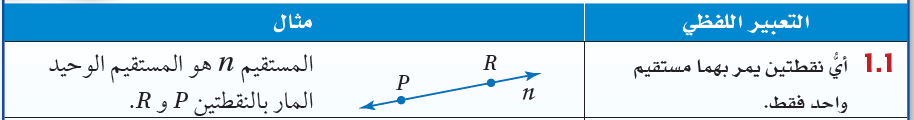 التعبير اللفظي
مثال
1.1 أيُّ نقطتين يمر بهما مستقيم
واحد فقط.
P
R
n
المستقيم n هو المستقيم الوحيد
المار بالنقطتين P و R.